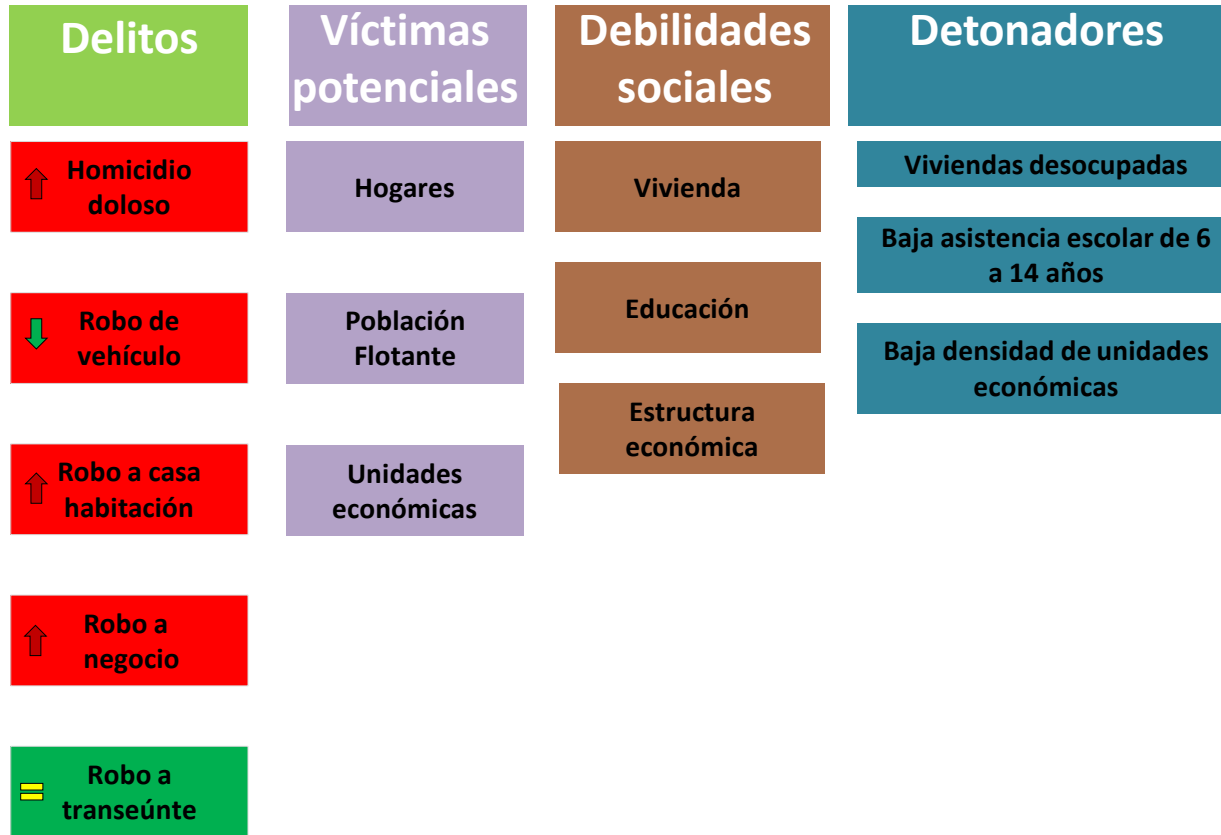 Delitos
Víctimas
potenciales
Debilidades
sociales
Detonadores
Homicidio
doloso
Robo de
vehículo
Robo a casa
habitación
Robo a
negocio
Robo a
transeúnte
Hogares
Población
Flotante
Unidades
económicas
Vivienda
Educación
Estructura
económica
Viviendas desocupadas
Baja asistencia escolar de 6
a 14 años
Baja densidad de unidades
económicas